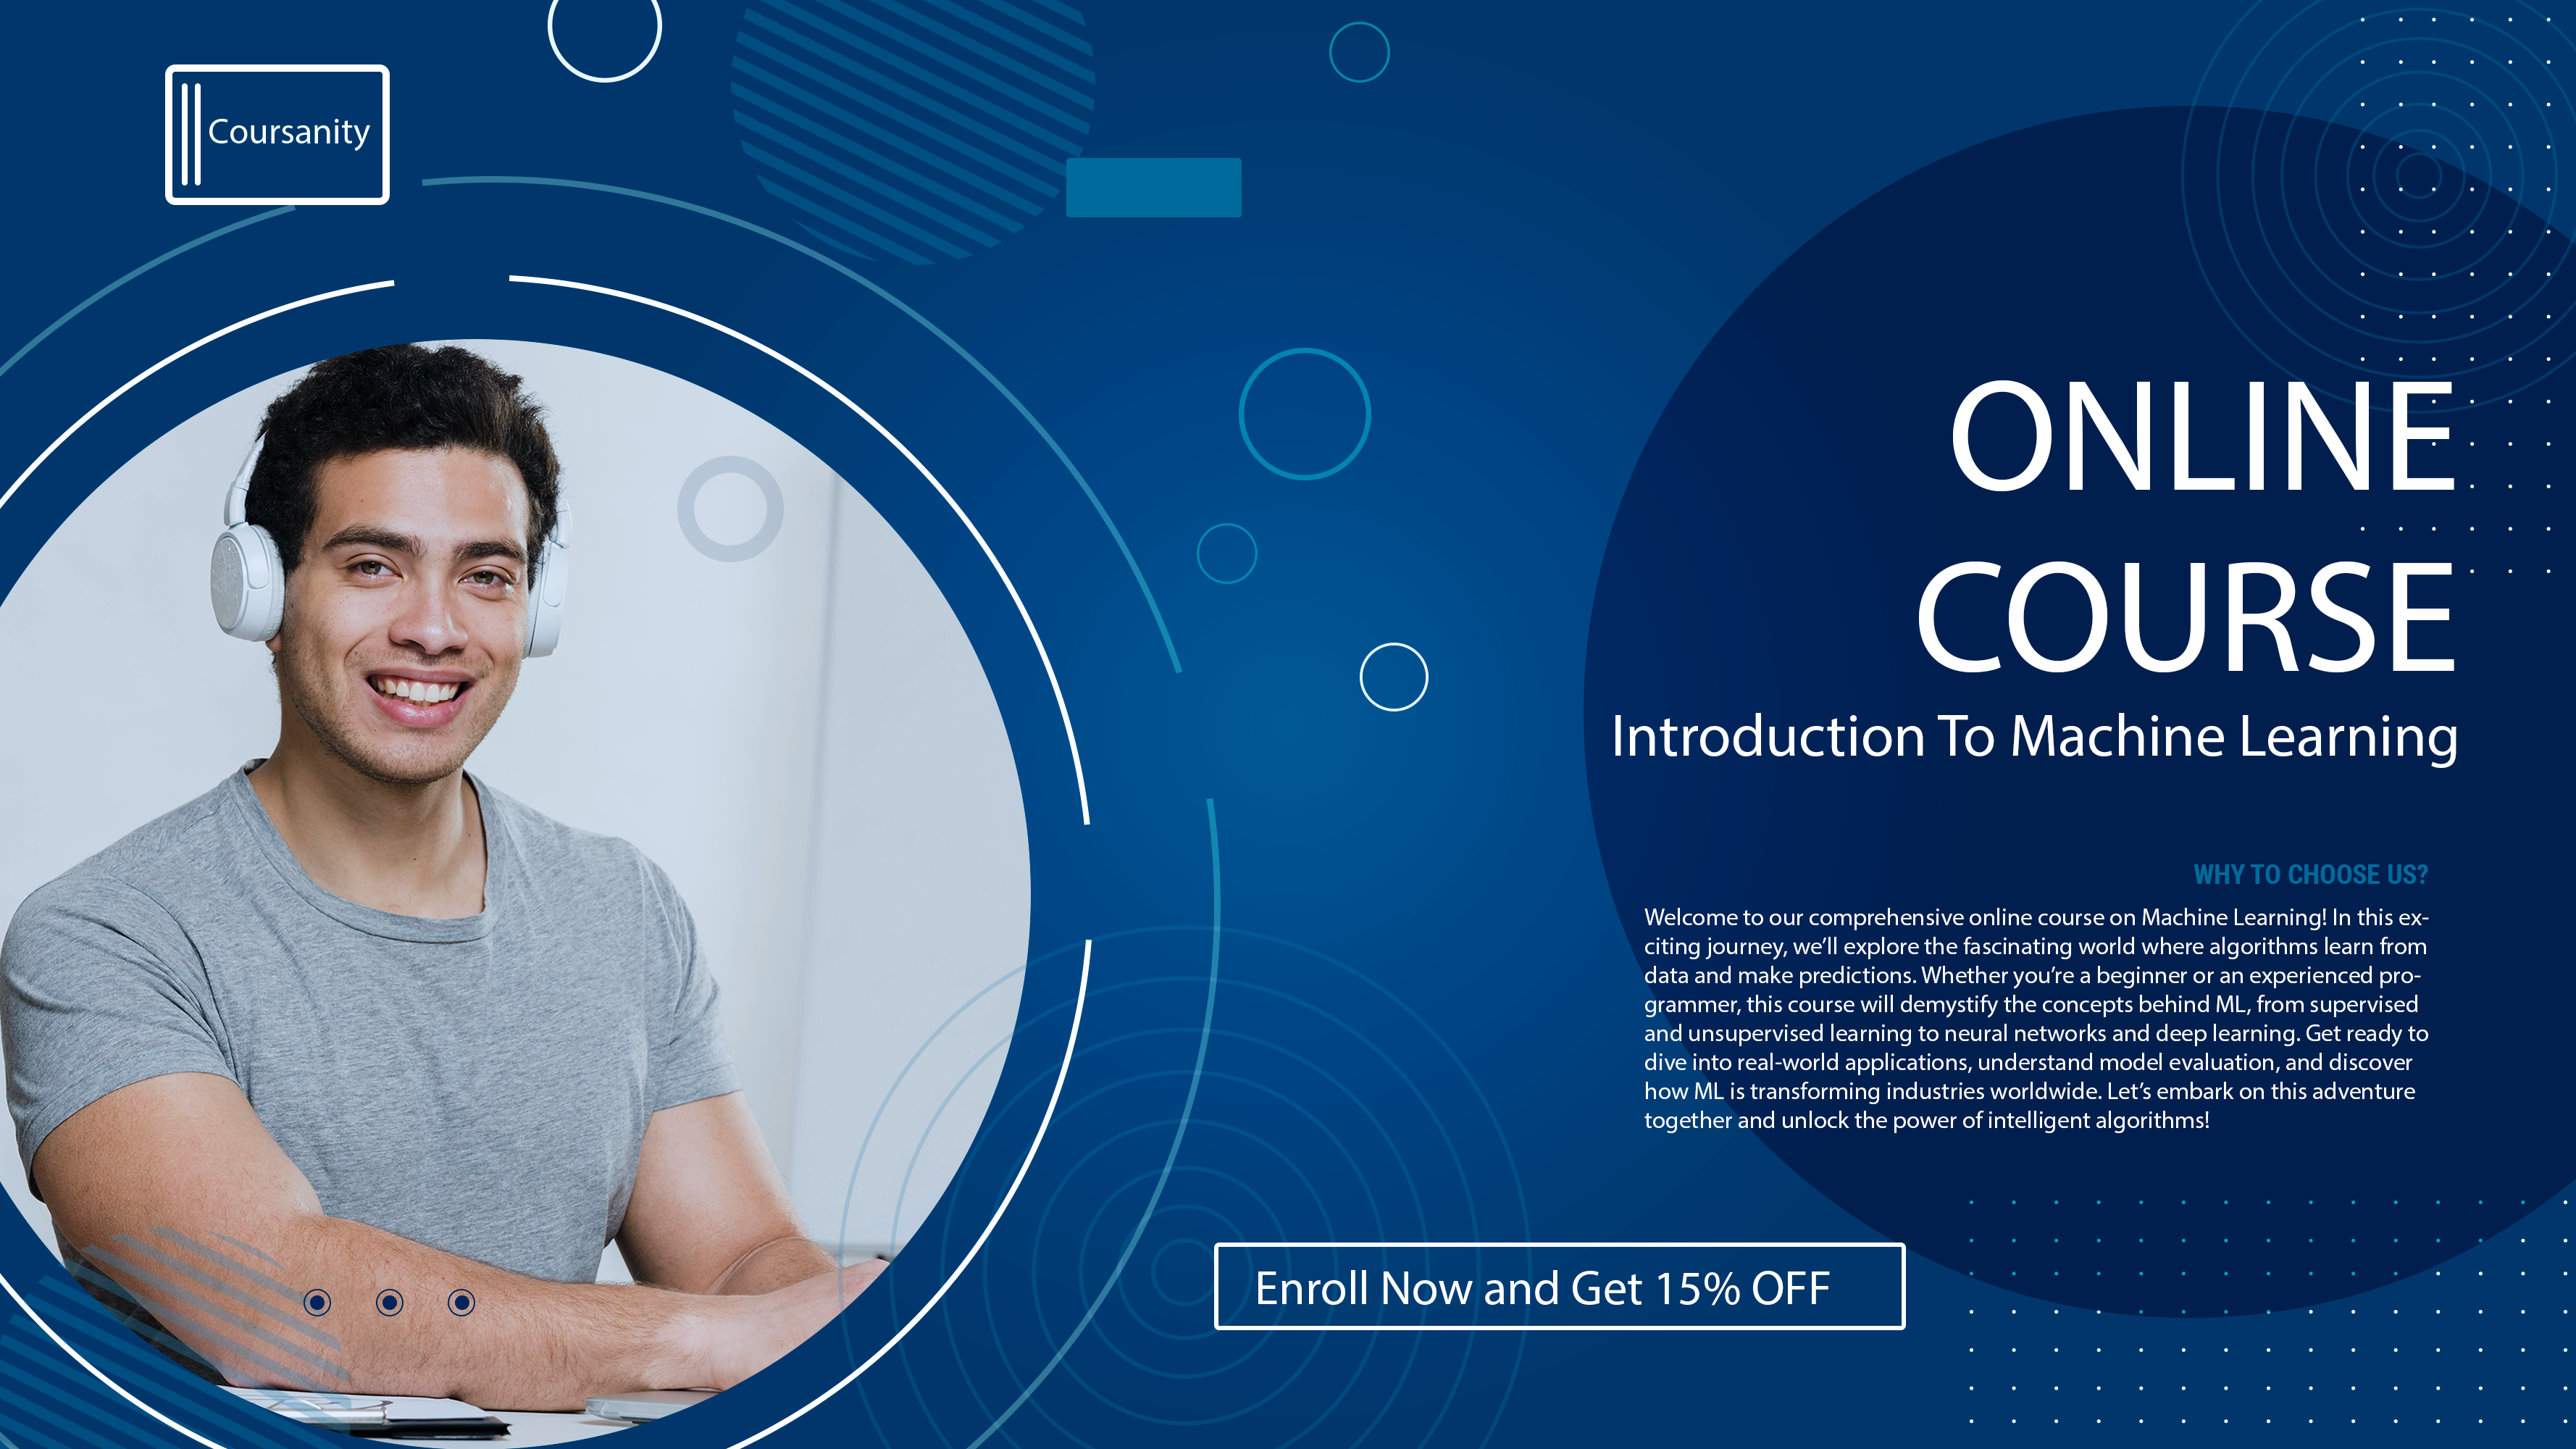 Coursanity
ONLINE
COURSE
Introduction To Machine Learning
WHY TO CHOOSE US?
Welcome to our comprehensive online course on Machine Learning! In this ex-
citing journey, we’ll explore the fascinating world where algorithms learn from
data and make predictions. Whether you’re a beginner or an experienced pro-
grammer, this course will demystify the concepts behind ML, from supervised
and unsupervised learning to neural networks and deep learning. Get ready to
dive into real-world applications, understand model evaluation, and discover
how ML is transforming industries worldwide. Let’s embark on this adventure
together and unlock the power of intelligent algorithms!
Enroll Now and Get 15% OFF